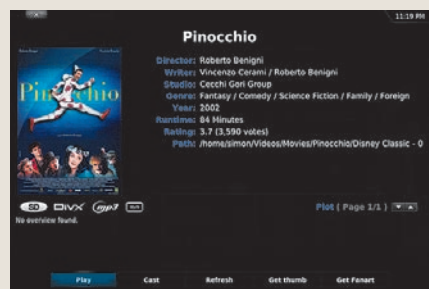 11:19 PM
Pinocchio
Director: Roberto Benigni
Writer: Vincenzo Cerami / Roberto Benigni
Studio: Cecchi Gori Group
Genre: Fantasy / Comedy / Science Fiction / Family / Foreign
Year: 2002
Runtime: 84 Minutes
Rating: 3.7 (3,590 votes)
Path: /home/simon/Videos/Movies/Pinocchio/Disney Classic - 0
Pinocchio
SD DivX mp3
Plot ( Page 1/1 )
No overview found.
Play Cast Refresh Get thumb Get Fanart